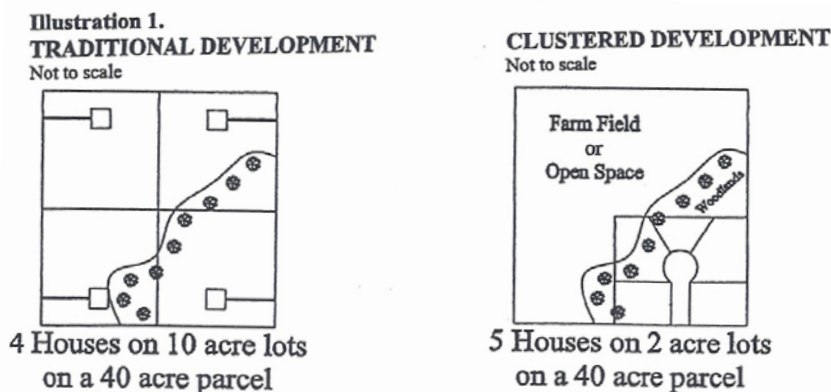 Illustration 1.
TRADITIONAL DEVELOPMENT
Not to scale
4 Houses on 10 acre lots
on a 40 acre parcel
CLUSTERED DEVELOPMENT
Not to scale
Farm Field
or
Open Space
Woodlands
5 Houses on 2 acre lots
on a 40 acre parcel